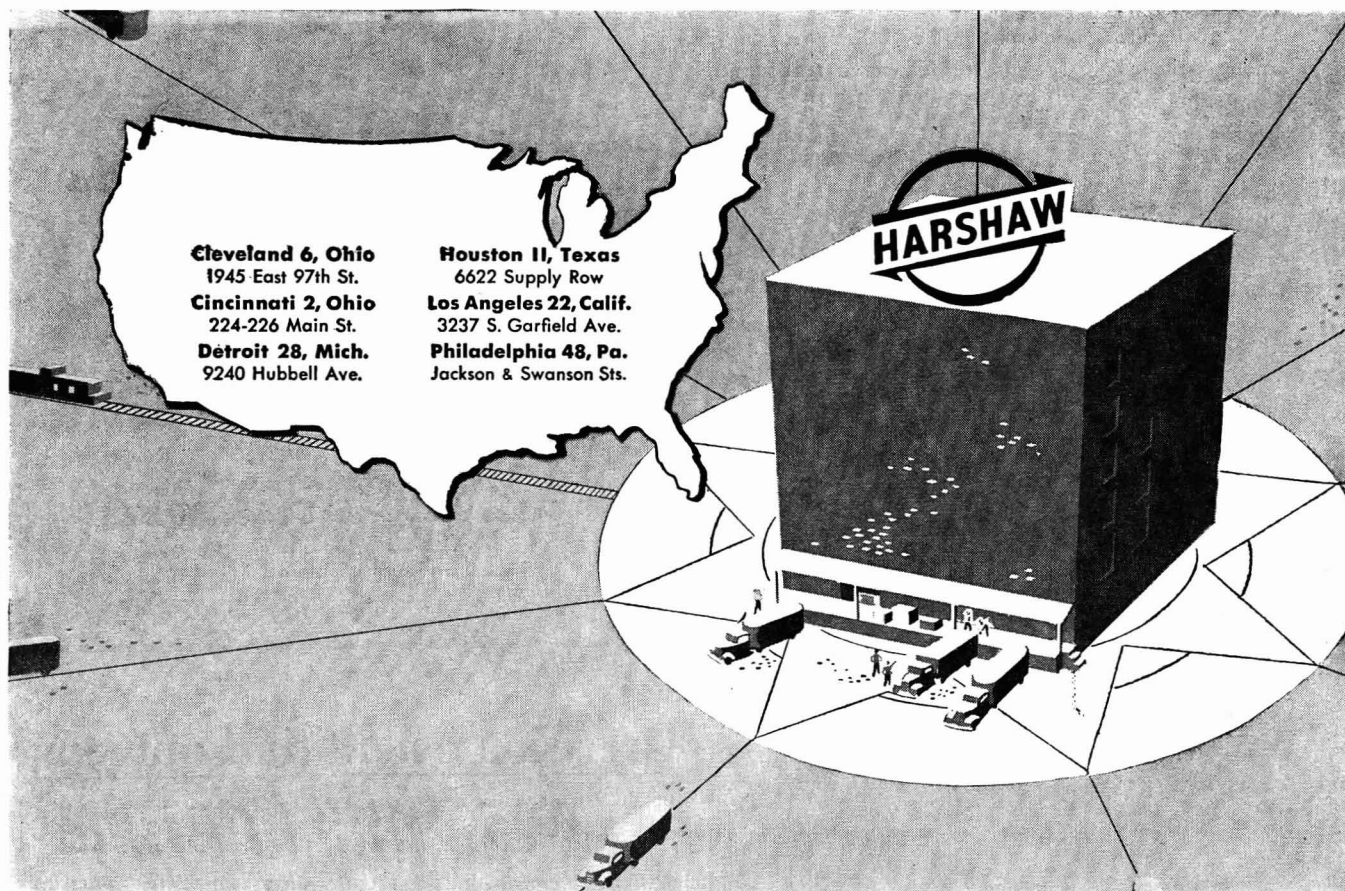 Cleveland 6, Ohio
1945 East 97th St.
Cincinnati 2, Ohio
224-226 Main St.
Detroit 28, Mich.
9240 Hubbell Ave.
Houston 11, Texas
6622 Supply Row
Los Angeles 22, Calif.
3237 S. Garfield Ave.
Philadelphia 48, Pa.
Jackson & Swanson Sts.
HARSHAW